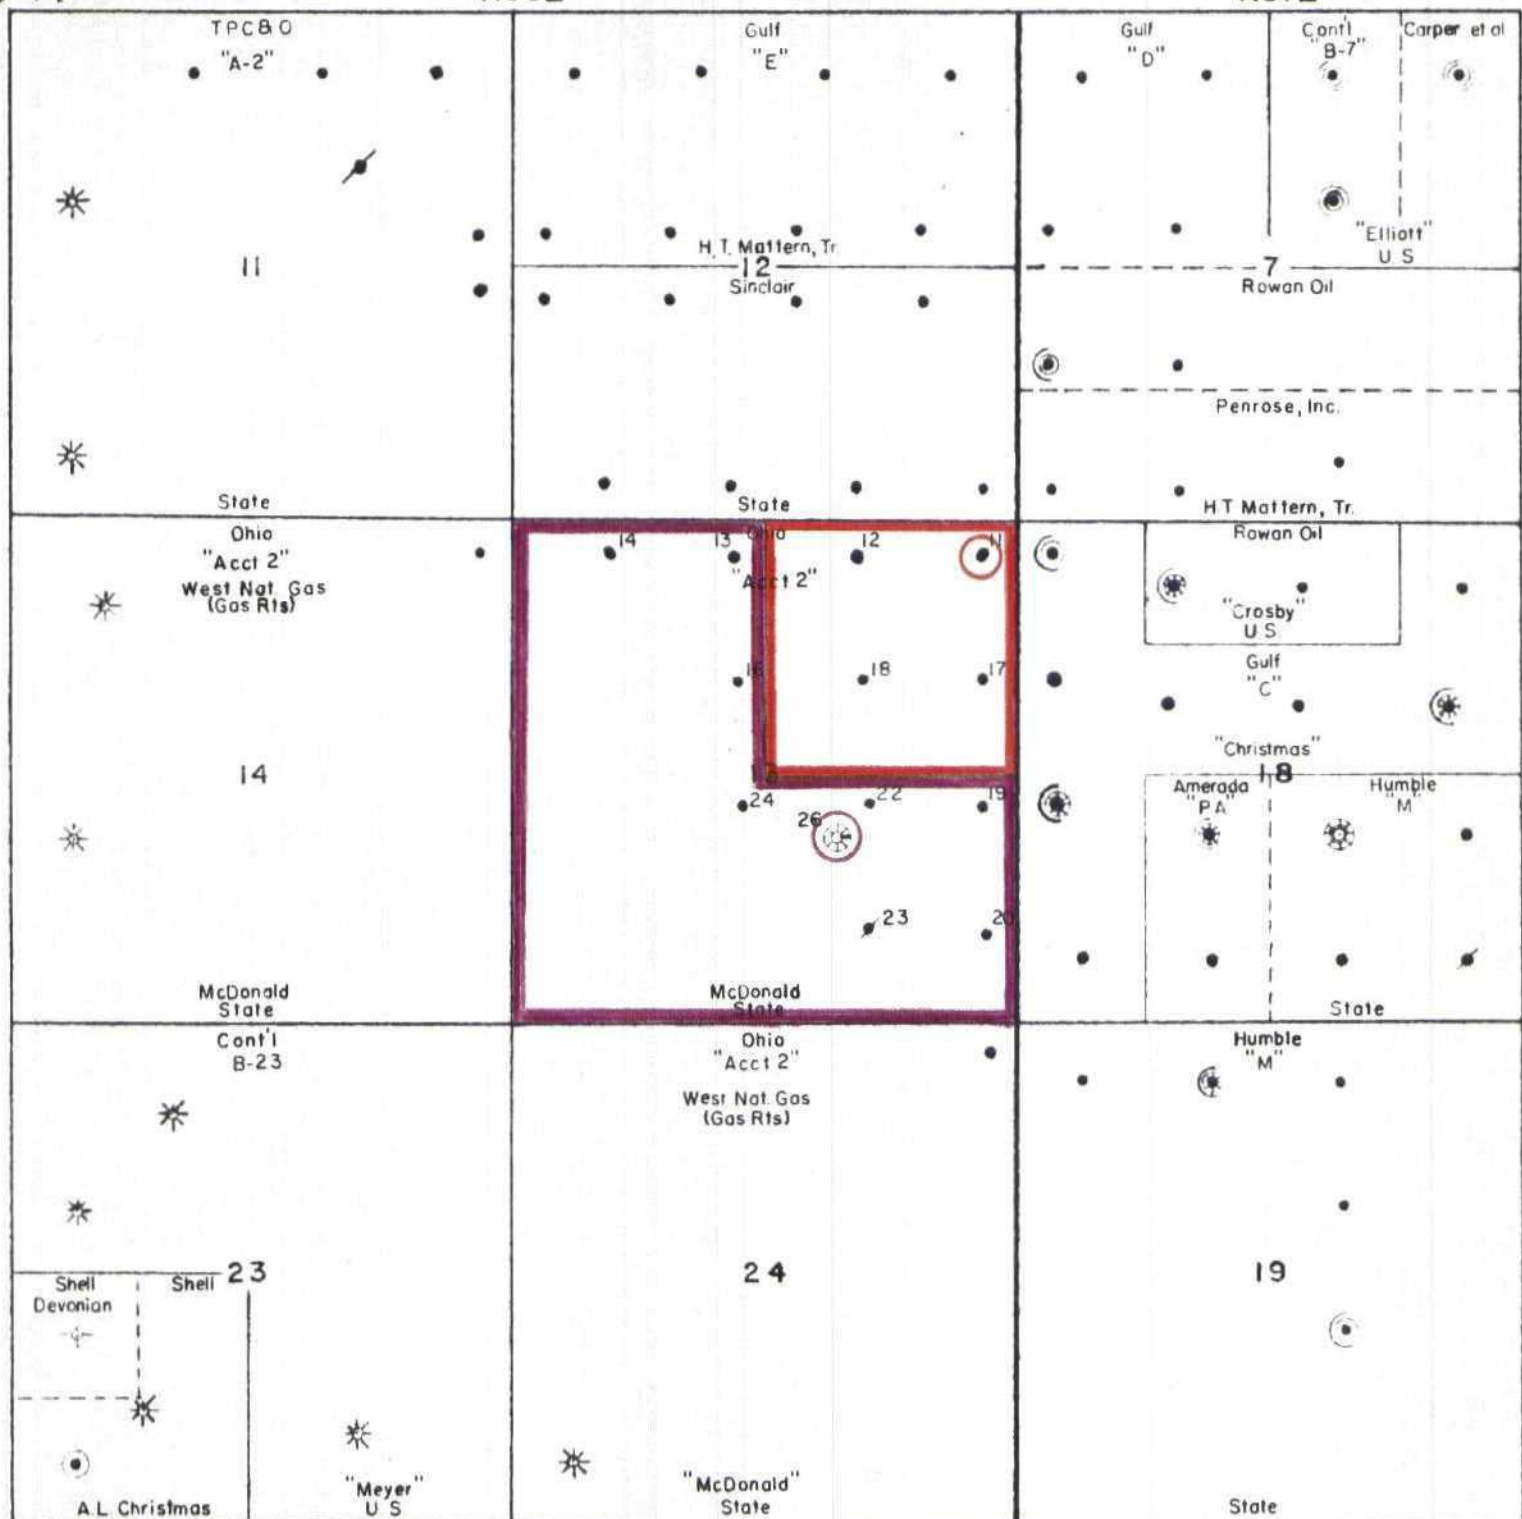 TPC&O
"A-2"
11
State
Gulf
"E"
H.T. Mattern, Tr.
12
Sinclair
State
Gulf
"D"
Cont'l
"B-7"
Carper et al
"Elliott"
U S
7
Rowan Oil
Penrose, Inc.
H.T Mattern, Tr.
Ohio
"Acct 2"
West Nat. Gas
(Gas Rts)
14
McDonald
State
Ohio
"Acct 2"
14
13
12
11
16
18
17
24
22
19
26
23
20
McDonald
State
Rowan Oil
"Crosby"
U S
Gulf
"C"
"Christmas"
18
Amerada
"P A"
Humble
"M"
State
Cont'l
B-23
23
Shell
Devonian
Shell
A.L. Christmas
"Meyer"
U S
Ohio
"Acct 2"
West Nat. Gas
(Gas Rts)
24
"McDonald"
State
Humble
"M"
19
State